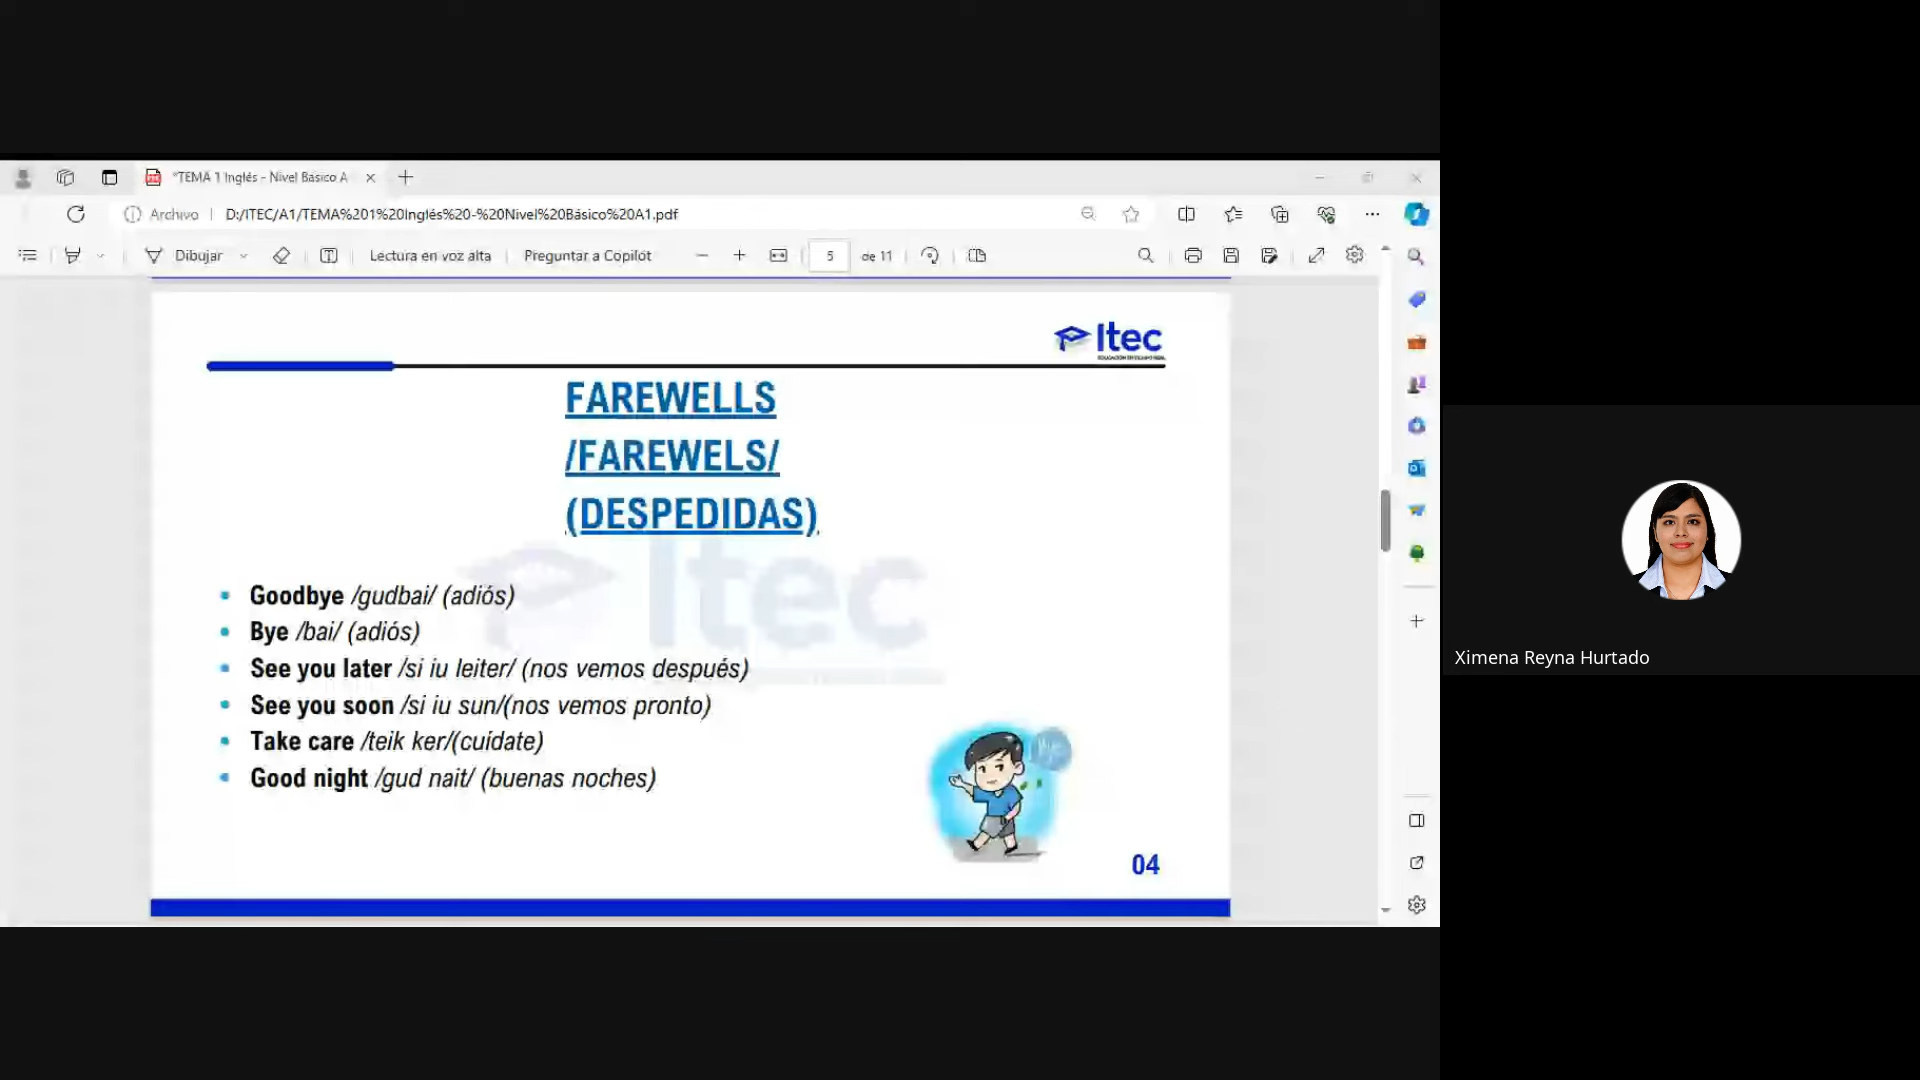 *TEMA 1 Inglés - Nivel Básico A
Archivo
D:/ITEC/A1/TEMA%201%20Inglés%20-%20Nivel%20Básico%20A1.pdf
Dibujar
Lectura en voz alta
Preguntar a Copilot
5 de 11
Itec
FAREWELLS
/FAREWELS/
(DESPEDIDAS)
Itec
Goodbye /gudbai/ (adiós)
Bye /bai/ (adiós)
See you later /si iu leiter/ (nos vemos después)
See you soon /si iu sun/(nos vemos pronto)
Take care /teik ker/(cuídate)
Good night /gud nait/ (buenas noches)
04
Ximena Reyna Hurtado